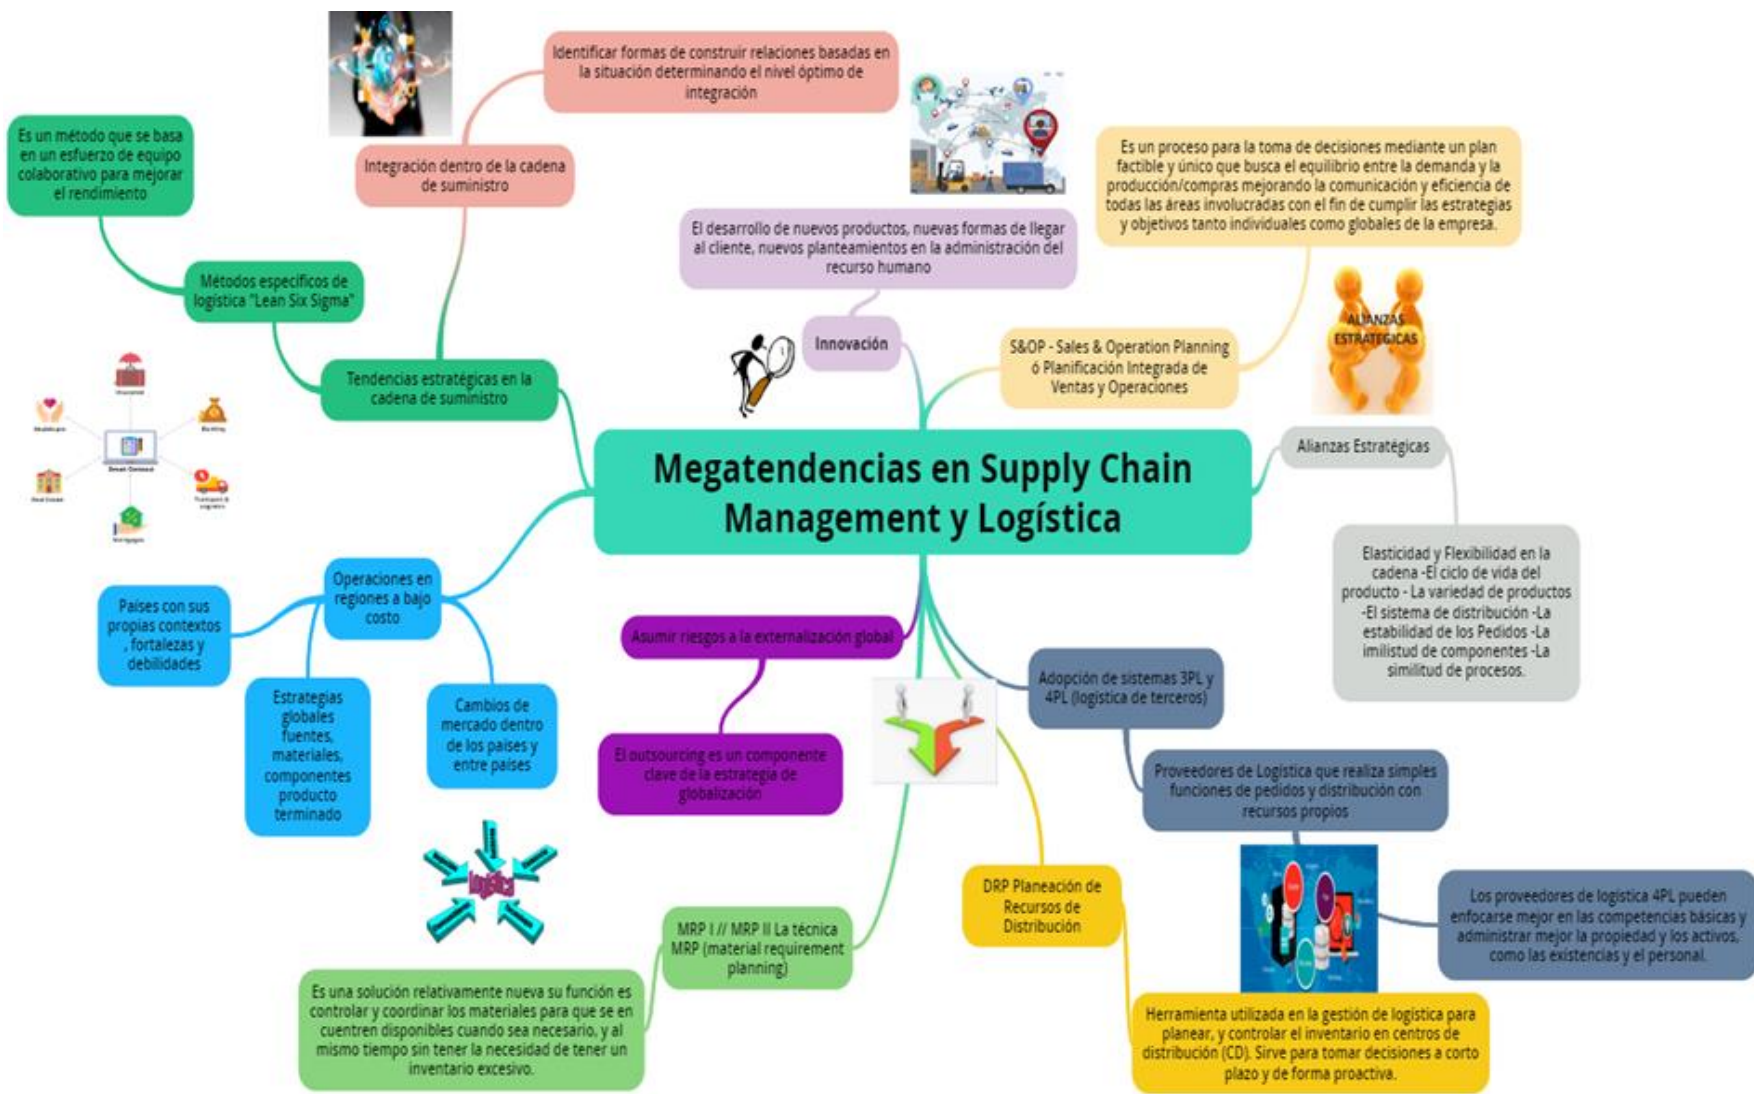 Identificar formas de construir relaciones basadas en
la situación determinando el nivel óptimo de
integración
Integración dentro de la cadena
de suministro
Es un método que se basa
en un esfuerzo de equipo
colaborativo para mejorar
el rendimiento
Métodos específicos de
logística "Lean Six Sigma"
Tendencias estratégicas en la
cadena de suministro
El desarrollo de nuevos productos, nuevas formas de llegar
al cliente, nuevos planteamientos en la administración del
recurso humano
Innovación
Es un proceso para la toma de decisiones mediante un plan
factible y único que busca el equilibrio entre la demanda y la
producción/compras mejorando la comunicación y eficiencia de
todas las áreas involucradas con el fin de cumplir las estrategias
y objetivos tanto individuales como globales de la empresa.
S&OP - Sales & Operation Planning
ó Planificación Integrada de
Ventas y Operaciones
ALIANZAS
ESTRATEGICAS
Megatendencias en Supply Chain
Management y Logística
Alianzas Estratégicas
Elasticidad y Flexibilidad en la
cadena -El ciclo de vida del
producto - La variedad de productos
-El sistema de distribución -La
estabilidad de los Pedidos -La
imilistud de componentes -La
similitud de procesos.
Insurance
Healthcare
Banking
Smart Contract
Real Estate
Transport &
Logistics
Mortgages
Operaciones en
regiones a bajo
costo
Países con sus
propias contextos
, fortalezas y
debilidades
Estrategias
globales
fuentes,
materiales,
componentes
producto
terminado
Cambios de
mercado dentro
de los países y
entre países
Asumir riesgos a la externalización global
El outsourcing es un componente
clave de la estrategia de
globalización
Adopción de sistemas 3PL y
4PL (logística de terceros)
Proveedores de Logística que realiza simples
funciones de pedidos y distribución con
recursos propios
Los proveedores de logística 4PL pueden
enfocarse mejor en las competencias básicas y
administrar mejor la propiedad y los activos,
como las existencias y el personal.
DRP Planeación de
Recursos de
Distribución
Herramienta utilizada en la gestión de logística para
planear, y controlar el inventario en centros de
distribución (CD). Sirve para tomar decisiones a corto
plazo y de forma proactiva.
logística
MRP I // MRP II La técnica
MRP (material requirement
planning)
Es una solución relativamente nueva su función es
controlar y coordinar los materiales para que se en
cuentren disponibles cuando sea necesario, y al
mismo tiempo sin tener la necesidad de tener un
inventario excesivo.